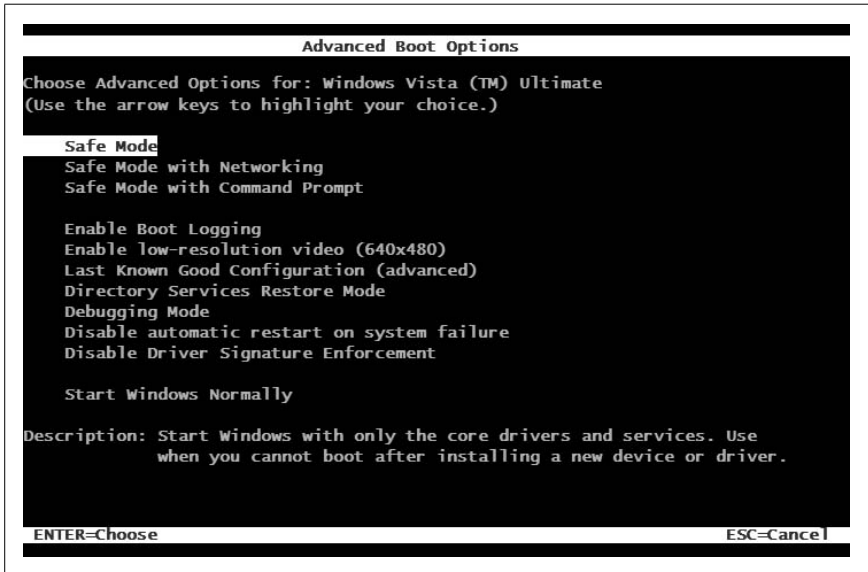 Advanced Boot Options
Choose Advanced Options for: Windows Vista (TM) Ultimate
(Use the arrow keys to highlight your choice.)
Safe Mode
Safe Mode with Networking
Safe Mode with Command Prompt
Enable Boot Logging
Enable low-resolution video (640x480)
Last Known Good Configuration (advanced)
Directory Services Restore Mode
Debugging Mode
Disable automatic restart on system failure
Disable Driver Signature Enforcement
Start Windows Normally
Description: Start Windows with only the core drivers and services. Use
when you cannot boot after installing a new device or driver.
ENTER=Choose ESC=Cancel